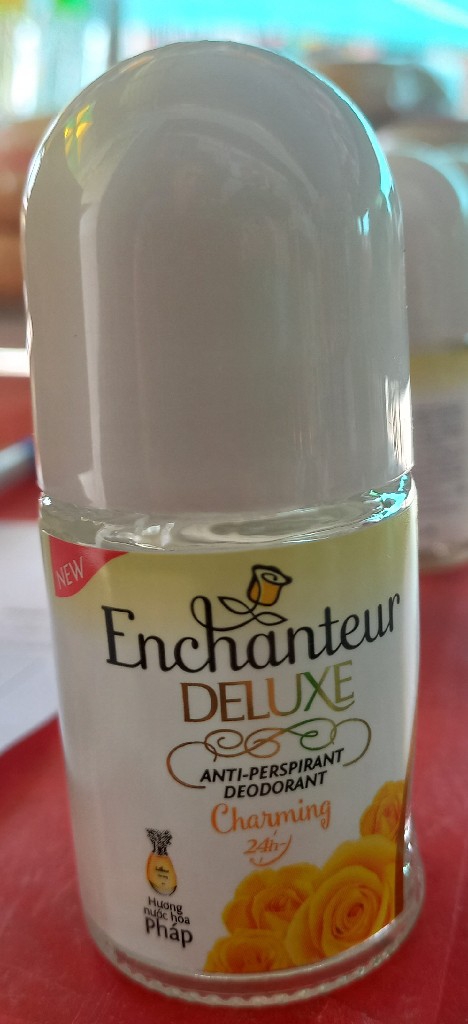 NEW
Enchanteur
DELUXE
ANTI-PERSPIRANT
DEODORANT
Charming
24h
Hương
nước hoa
Pháp